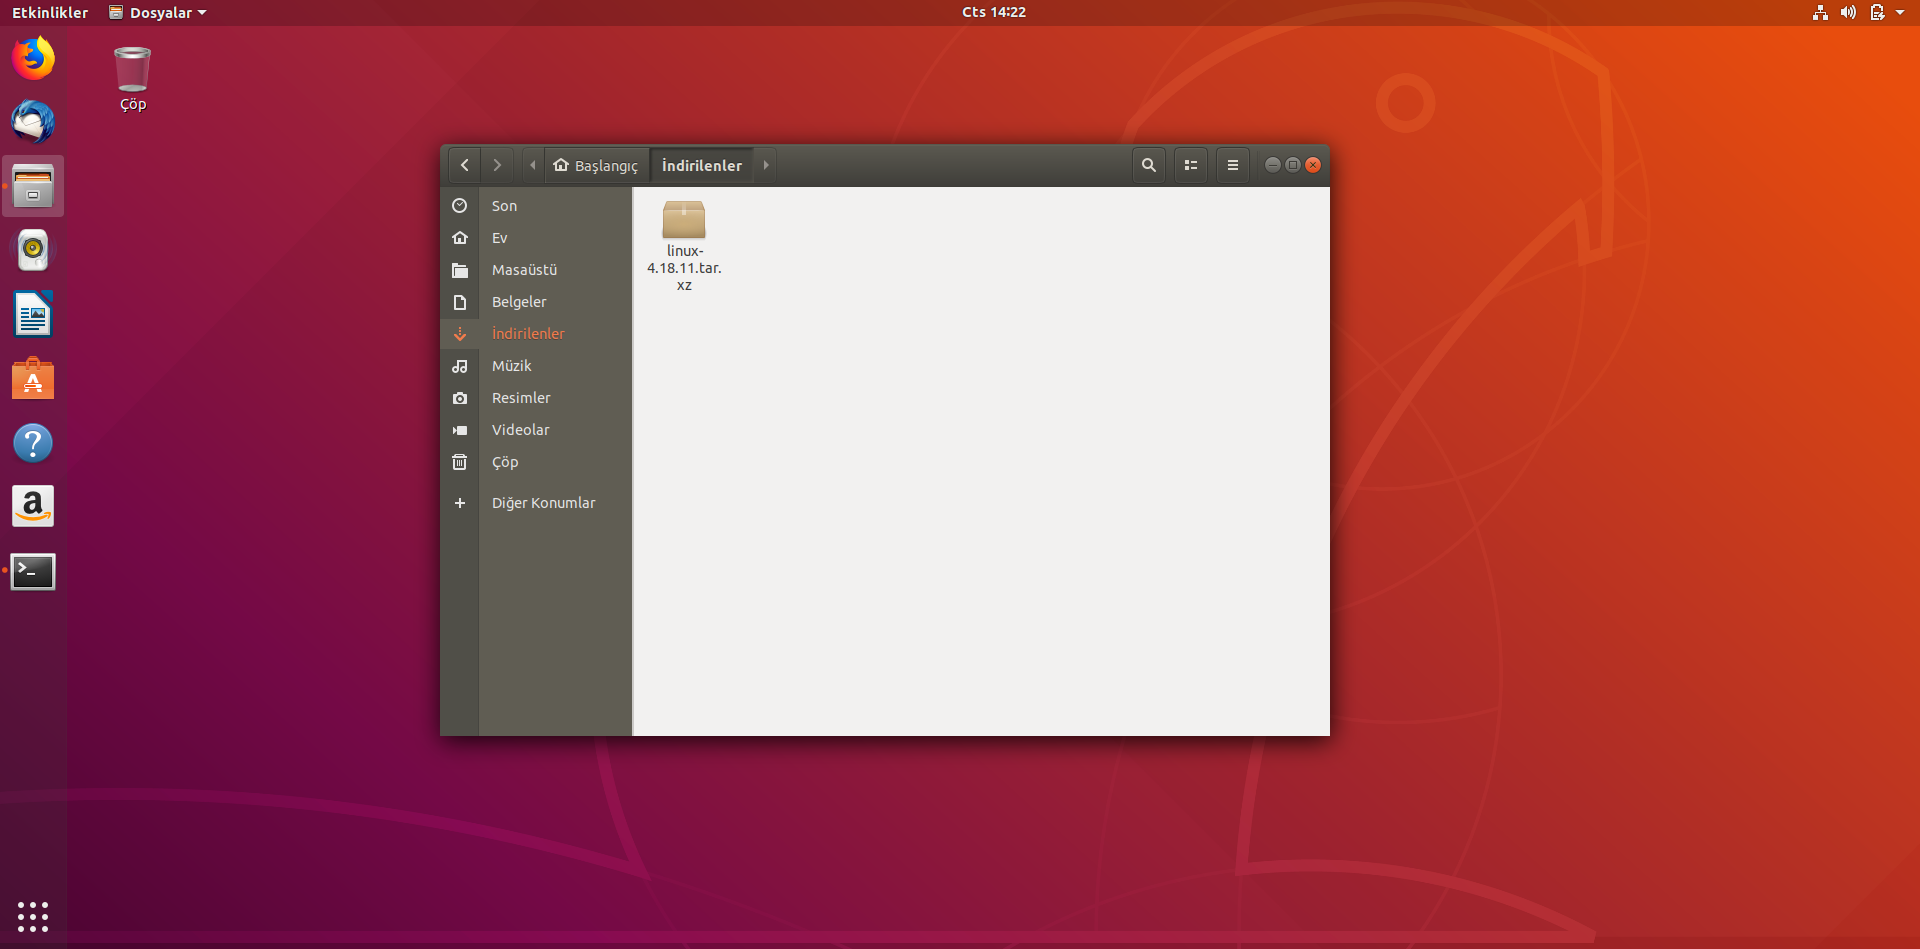 Etkinlikler
Dosyalar
Cts 14:22
Çöp
Başlangıç
İndirilenler
Son
Ev
Masaüstü
Belgeler
İndirilenler
Müzik
Resimler
Videolar
Çöp
Diğer Konumlar
linux-
4.18.11.tar.
xz